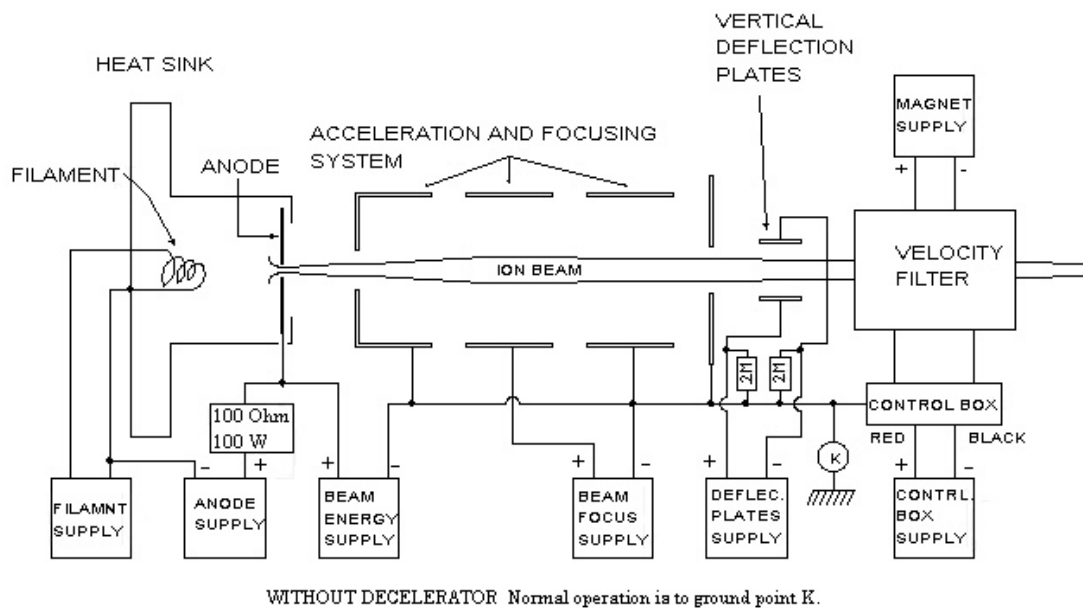 VERTICAL
DEFLECTION
PLATES
HEAT SINK
MAGNET
SUPPLY
ACCELERATION AND FOCUSING
SYSTEM
ANODE
FILAMENT
+ -
VELOCITY
FILTER
ION BEAM
2M
2M
CONTROL BOX
100 Ohm
100 W
RED
BLACK
K
- + + - + - + - + -
FILAMNT
SUPPLY
ANODE
SUPPLY
BEAM
ENERGY
SUPPLY
BEAM
FOCUS
SUPPLY
DEFLEC.
PLATES
SUPPLY
CONTRL.
BOX
SUPPLY
WITHOUT DECELERATOR Normal operation is to ground point K.